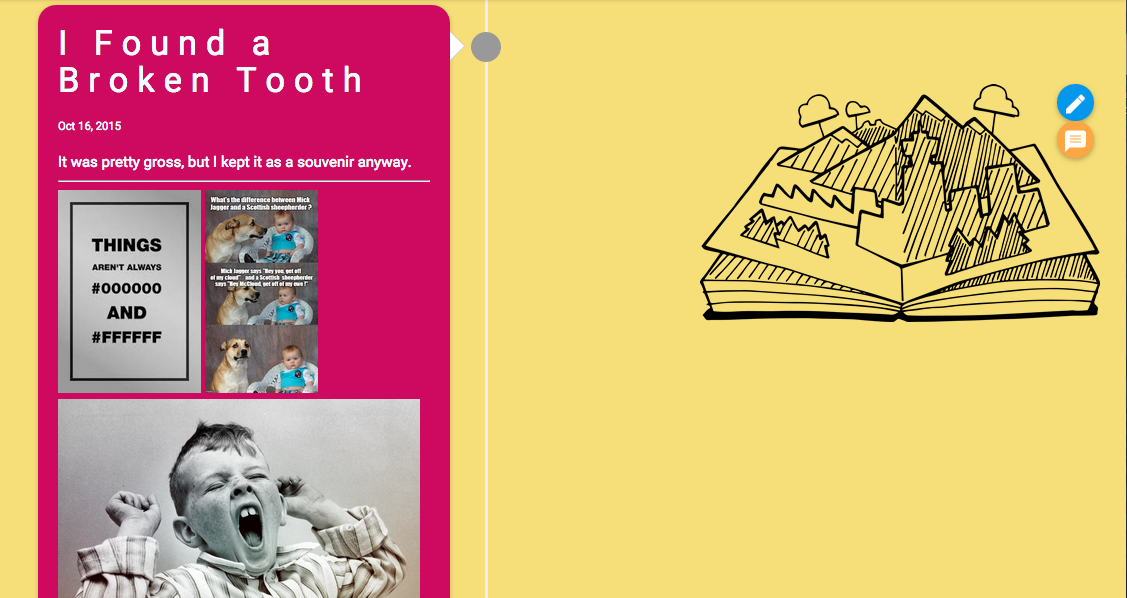 I Found a
Broken Tooth
Oct 16, 2015
It was pretty gross, but I kept it as a souvenir anyway.
THINGS
AREN'T ALWAYS
#000000
AND
#FFFFFF
What's the difference between Mick
Jagger and a Scottish sheepherder ?
Mick Jagger says "Hey you, get off
of my cloud" and a Scottish sheepherder
says "Hey McCloud, get off of my ewe !"